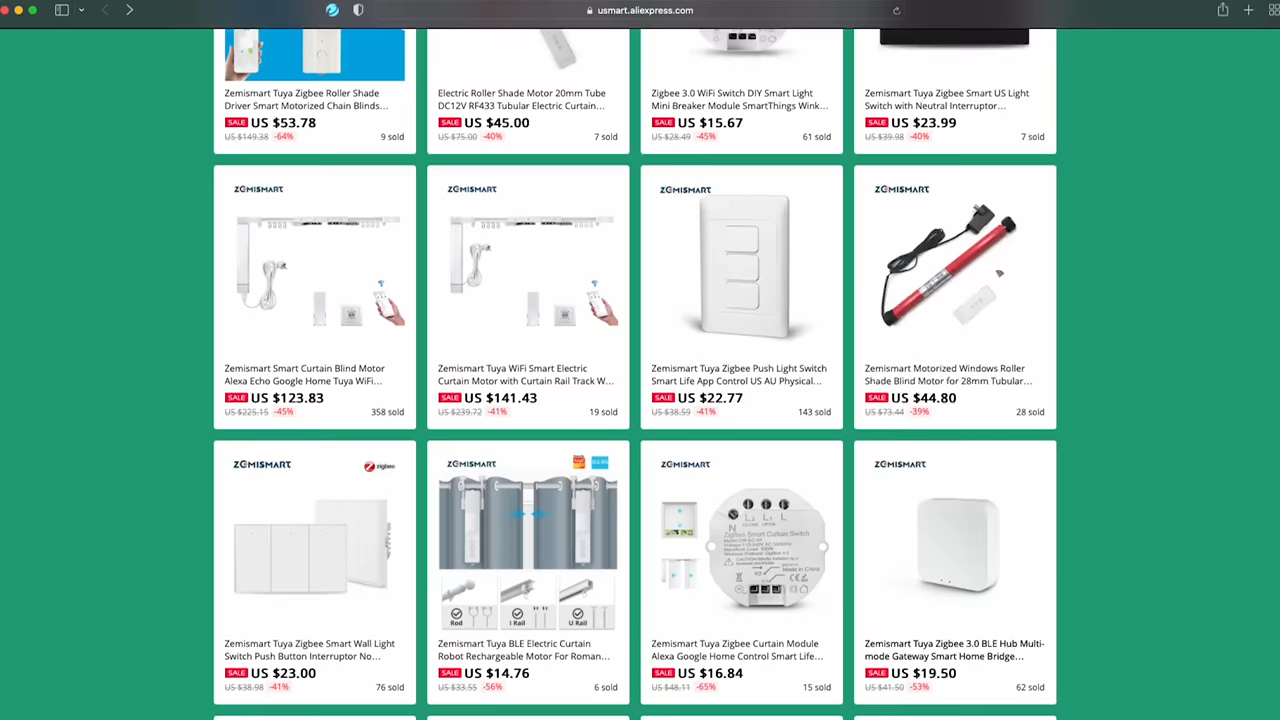 usmart.aliexpress.com
Zemismart Tuya Zigbee Roller Shade
Driver Smart Motorized Chain Blinds...
SALE US $53.78
US $149.38 -64% 9 sold
Electric Roller Shade Motor 20mm Tube
DC12V RF433 Tubular Electric Curtain...
SALE US $45.00
US $75.00 -40% 7 sold
Zigbee 3.0 WiFi Switch DIY Smart Light
Mini Breaker Module SmartThings Wink...
SALE US $15.67
US $28.49 -45% 61 sold
Zemismart Tuya Zigbee Smart US Light
Switch with Neutral Interruptor...
SALE US $23.99
US $39.98 -40% 7 sold
ZEMISMART
Zemismart Smart Curtain Blind Motor
Alexa Echo Google Home Tuya WiFi...
SALE US $123.83
US $225.15 -45% 358 sold
ZEMISMART
Zemismart Tuya WiFi Smart Electric
Curtain Motor with Curtain Rail Track W...
SALE US $141.43
US $239.72 -41% 19 sold
ZEMISMART
Zemismart Tuya Zigbee Push Light Switch
Smart Life App Control US AU Physical...
SALE US $22.77
US $38.59 -41% 143 sold
ZEMISMART
Zemismart Motorized Windows Roller
Shade Blind Motor for 28mm Tubular...
SALE US $44.80
US $73.44 -39% 28 sold
ZEMISMART zigbee
Zemismart Tuya Zigbee Smart Wall Light
Switch Push Button Interruptor No...
SALE US $23.00
US $38.98 -41% 76 sold
ZEMISMART
Rod I Rail U Rail
Zemismart Tuya BLE Electric Curtain
Robot Rechargeable Motor For Roman...
SALE US $14.76
US $33.55 -56% 6 sold
ZEMISMART
N L2 L1 L
CLOSE OPEN
ZigBee Smart Curtain Switch
Made in China
Zemismart Tuya Zigbee Curtain Module
Alexa Google Home Control Smart Life...
SALE US $16.84
US $48.11 -65% 15 sold
ZEMISMART
Zemismart Tuya Zigbee 3.0 BLE Hub Multi-
mode Gateway Smart Home Bridge...
SALE US $19.50
US $41.50 -53% 62 sold